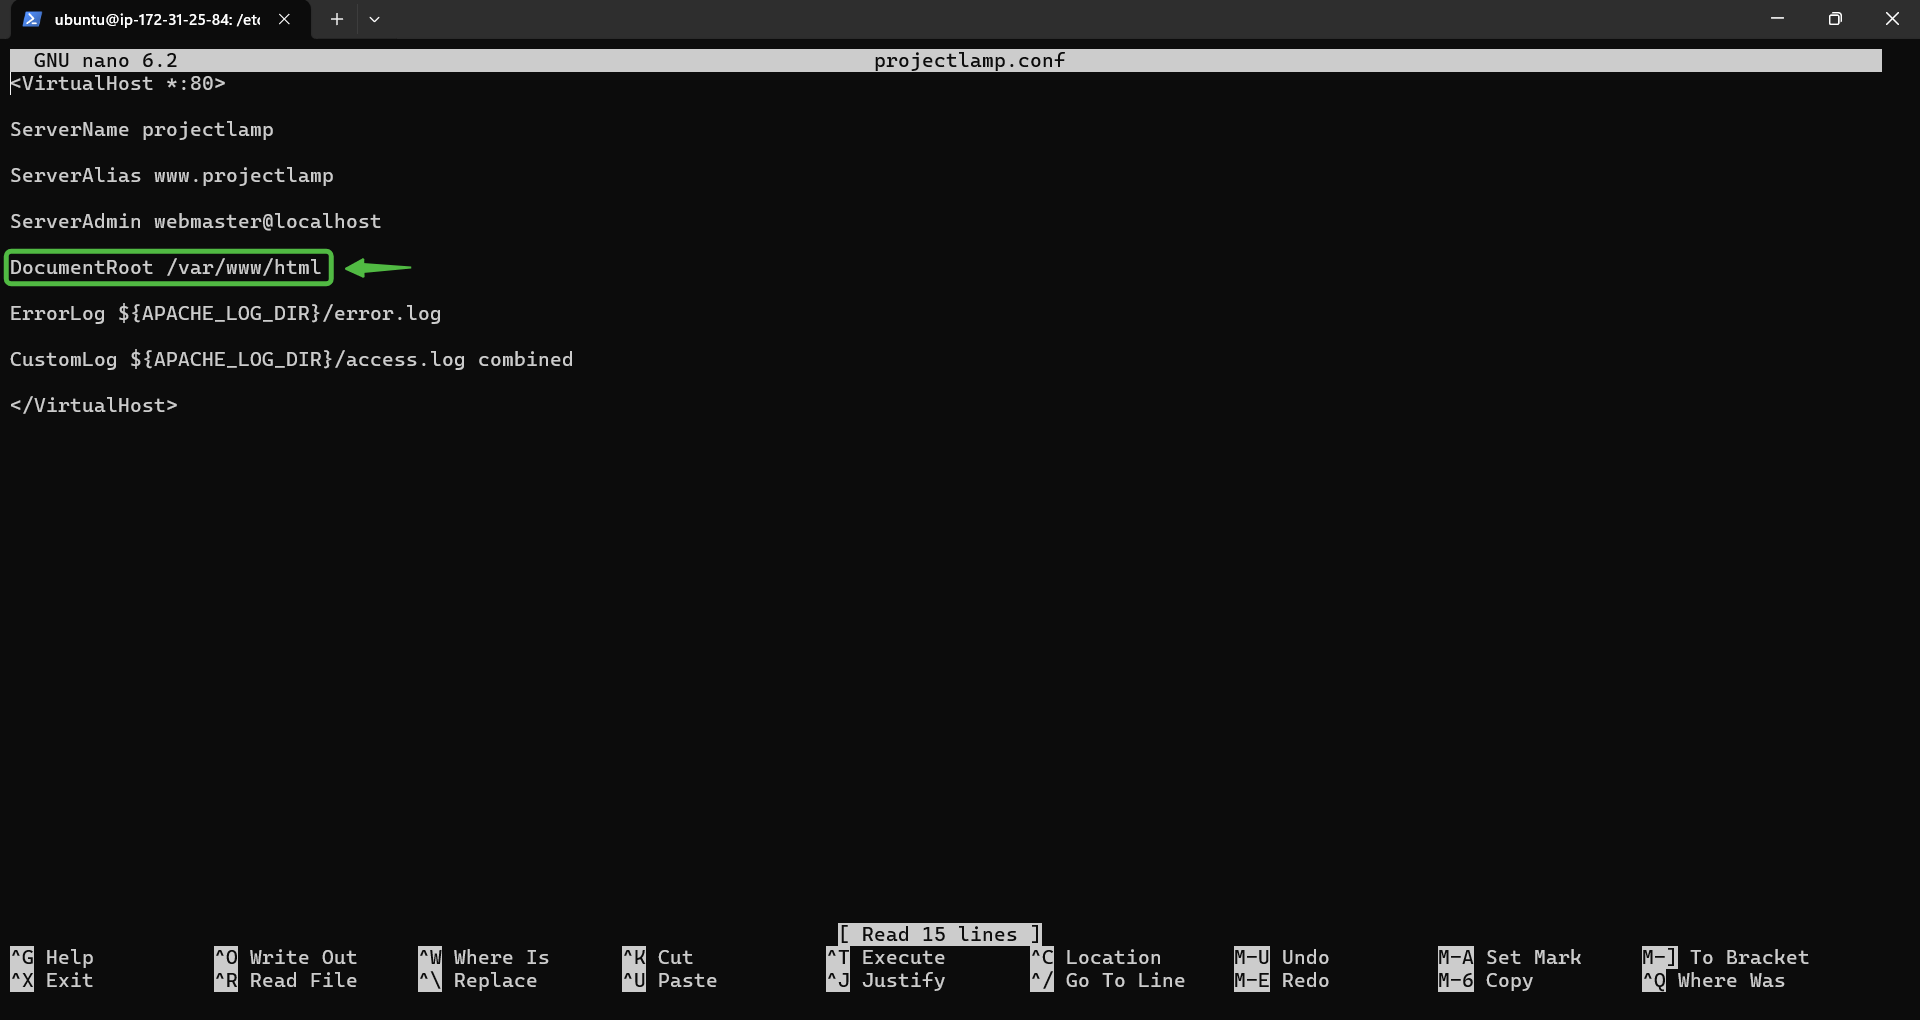 ubuntu@ip-172-31-25-84: /etc
GNU nano 6.2 projectlamp.conf
<VirtualHost *:80>
ServerName projectlamp
ServerAlias www.projectlamp
ServerAdmin webmaster@localhost
DocumentRoot /var/www/html
ErrorLog ${APACHE_LOG_DIR}/error.log
CustomLog ${APACHE_LOG_DIR}/access.log combined
</VirtualHost>
[ Read 15 lines ]
^G Help ^O Write Out ^W Where Is ^K Cut ^T Execute ^C Location M-U Undo M-A Set Mark M-] To Bracket
^X Exit ^R Read File ^\ Replace ^U Paste ^J Justify ^/ Go To Line M-E Redo M-6 Copy ^Q Where Was